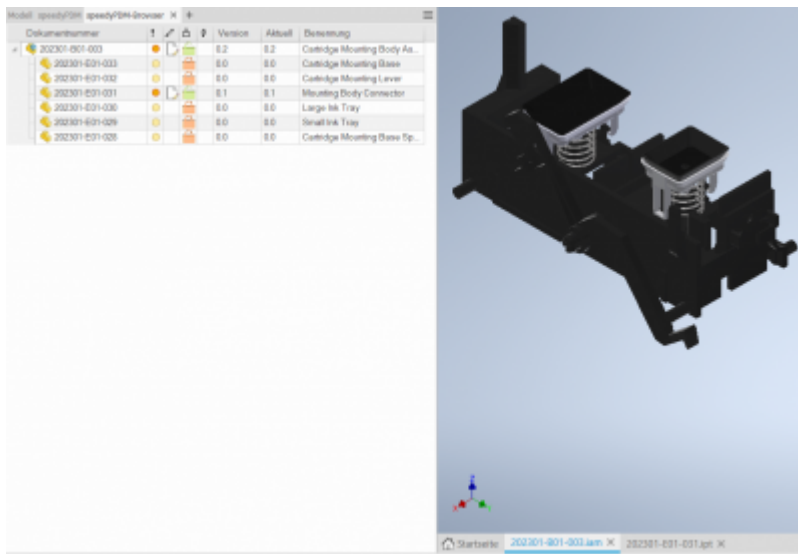 Modell speedyPDM speedyPDM-Browser × +
Dokumentnummer ! Version Aktuell Benennung
202301-B01-003 0.2 0.2 Cartridge Mounting Body As...
202301-E01-033 0.0 0.0 Cartridge Mounting Base
202301-E01-032 0.0 0.0 Cartridge Mounting Lever
202301-E01-031 0.1 0.1 Mounting Body Connector
202301-E01-030 0.0 0.0 Large Ink Tray
202301-E01-029 0.0 0.0 Small Ink Tray
202301-E01-028 0.0 0.0 Cartridge Mounting Base Sp...
Startseite 202301-B01-003.iam × 202301-E01-031.ipt ×